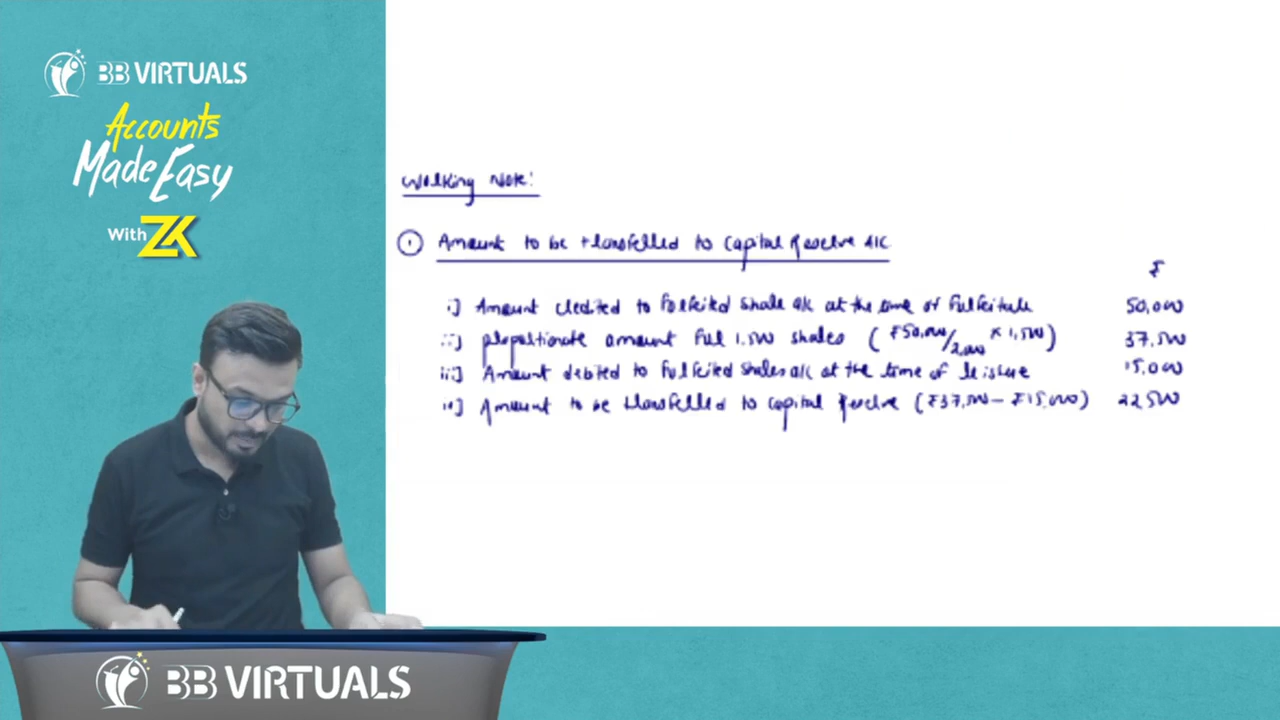 BB VIRTUALS
Accounts
Made Easy
With ZK
Working Note:
① Amount to be transferred to Capital Reserve A/c
₹
i] Amount credited to forfeited share a/c at the time of forfeiture 50,000
ii] proportionate amount for 1,500 shares (₹50,000/2,000 × 1,500) 37,500
iii] Amount debited to forfeited shares a/c at the time of reissue 15,000
iv] Amount to be transferred to capital Reserve (₹37,500 – ₹15,000) 22,500
BB VIRTUALS